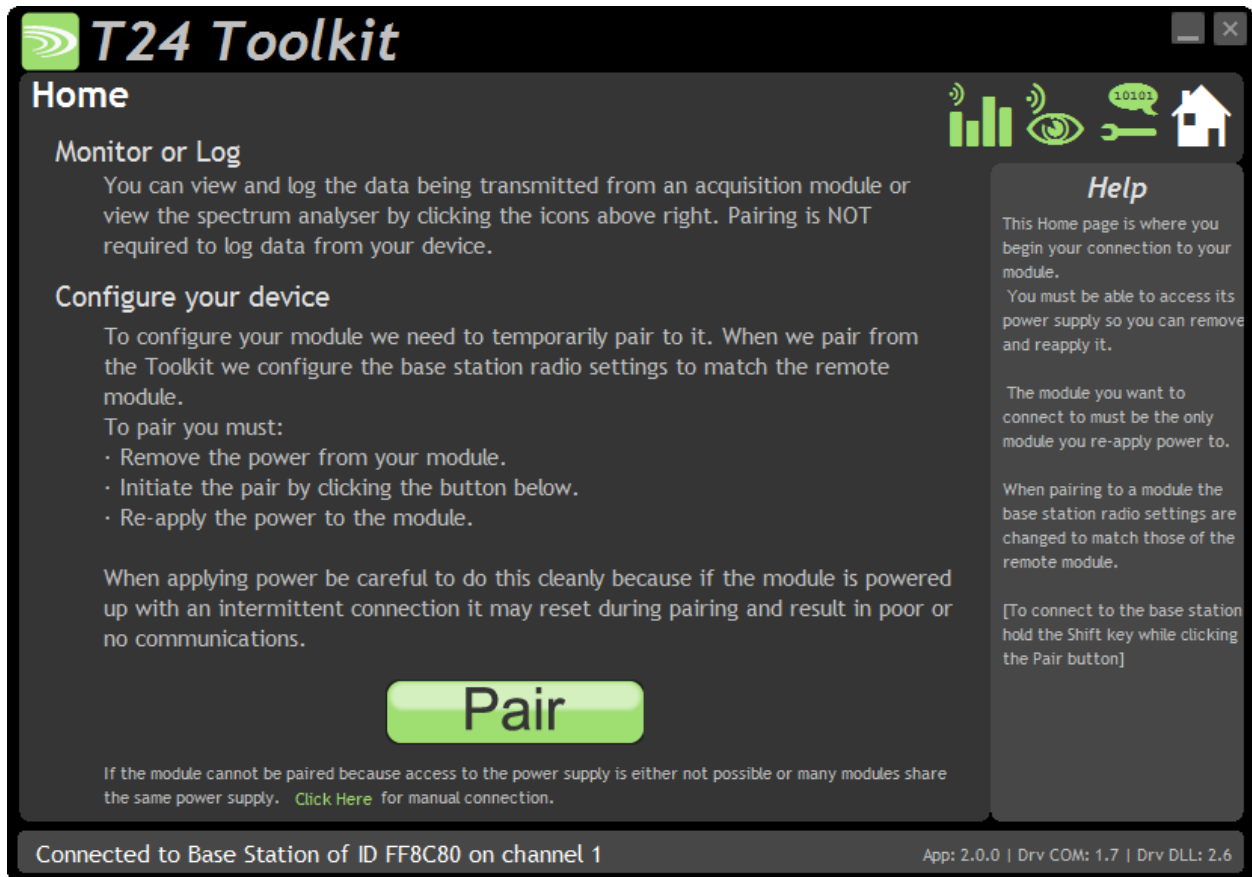 T24 Toolkit
Home
10101
Monitor or Log
You can view and log the data being transmitted from an acquisition module or
view the spectrum analyser by clicking the icons above right. Pairing is NOT
required to log data from your device.
Configure your device
To configure your module we need to temporarily pair to it. When we pair from
the Toolkit we configure the base station radio settings to match the remote
module.
To pair you must:
· Remove the power from your module.
· Initiate the pair by clicking the button below.
· Re-apply the power to the module.
When applying power be careful to do this cleanly because if the module is powered
up with an intermittent connection it may reset during pairing and result in poor or
no communications.
Pair
If the module cannot be paired because access to the power supply is either not possible or many modules share
the same power supply. Click Here for manual connection.
Help
This Home page is where you
begin your connection to your
module.
You must be able to access its
power supply so you can remove
and reapply it.
The module you want to
connect to must be the only
module you re-apply power to.
When pairing to a module the
base station radio settings are
changed to match those of the
remote module.
[To connect to the base station
hold the Shift key while clicking
the Pair button]
Connected to Base Station of ID FF8C80 on channel 1
App: 2.0.0 | Drv COM: 1.7 | Drv DLL: 2.6